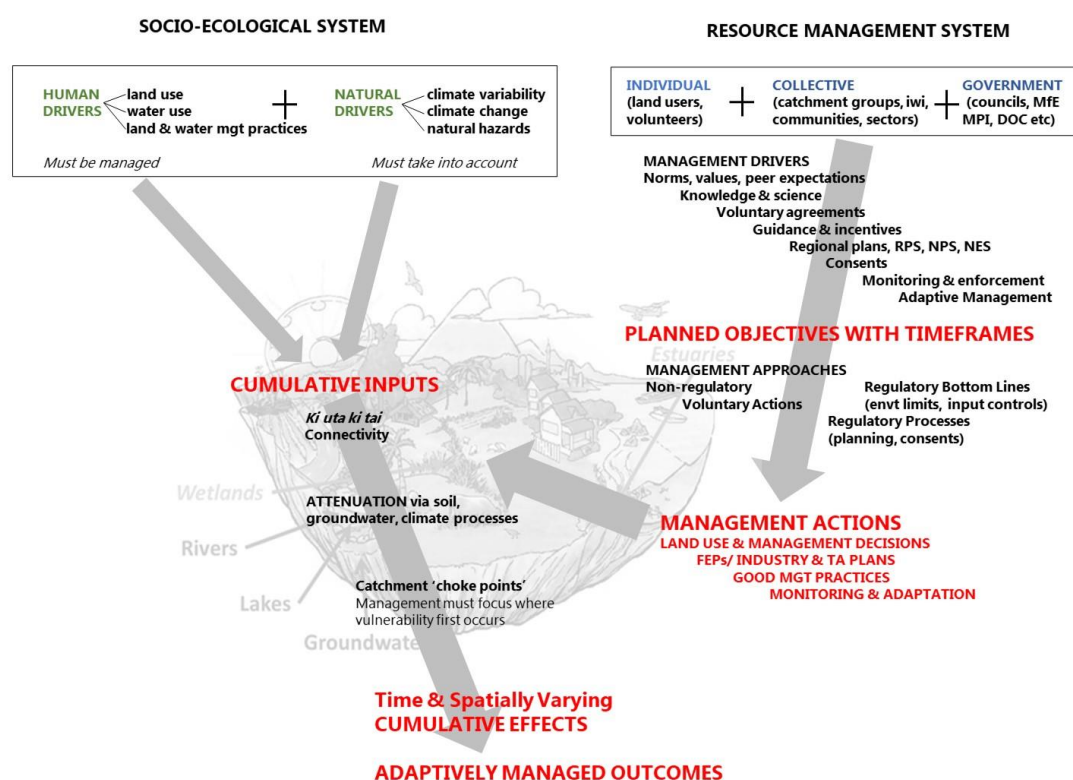 SOCIO-ECOLOGICAL SYSTEM
HUMAN DRIVERS
land use
water use
land & water mgt practices
Must be managed
+
NATURAL DRIVERS
climate variability
climate change
natural hazards
Must take into account
RESOURCE MANAGEMENT SYSTEM
INDIVIDUAL
(land users,
volunteers)
+
COLLECTIVE
(catchment groups, iwi,
communities, sectors)
+
GOVERNMENT
(councils, MfE
MPI, DOC etc)
MANAGEMENT DRIVERS
Norms, values, peer expectations
Knowledge & science
Voluntary agreements
Guidance & incentives
Regional plans, RPS, NPS, NES
Consents
Monitoring & enforcement
Adaptive Management
PLANNED OBJECTIVES WITH TIMEFRAMES
Estuaries
MANAGEMENT APPROACHES
Non-regulatory
Voluntary Actions
Regulatory Bottom Lines
(envt limits, input controls)
Regulatory Processes
(planning, consents)
CUMULATIVE INPUTS
Ki uta ki tai
Connectivity
Wetlands
ATTENUATION via soil,
groundwater, climate processes
Rivers
MANAGEMENT ACTIONS
LAND USE & MANAGEMENT DECISIONS
FEPs/ INDUSTRY & TA PLANS
GOOD MGT PRACTICES
MONITORING & ADAPTATION
Catchment ‘choke points’
Management must focus where
vulnerability first occurs
Lakes
Groundwater
Time & Spatially Varying
CUMULATIVE EFFECTS
ADAPTIVELY MANAGED OUTCOMES